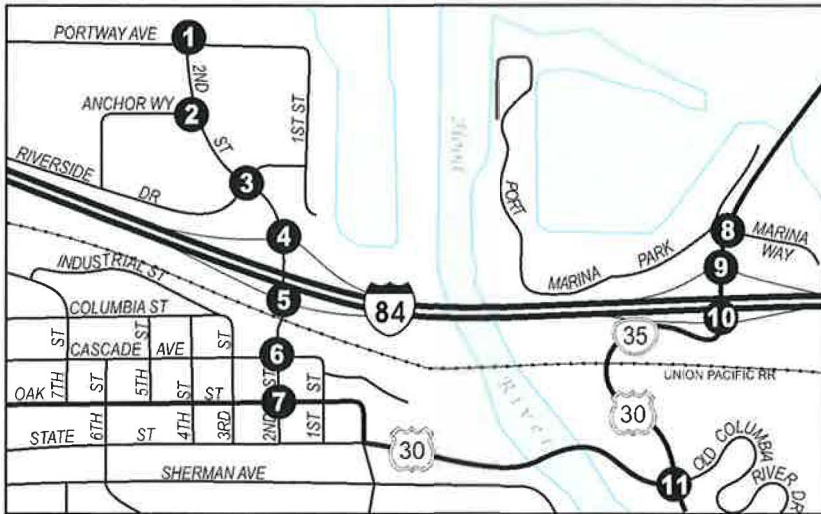 PORTWAY AVE
1
2ND
ST
ANCHOR WY
2
1ST ST
RIVERSIDE
DR
3
4
INDUSTRIAL ST
5
84
COLUMBIA ST
CASCADE AVE
6
OAK
7TH
ST
6TH
ST
5TH
ST
4TH
ST
3RD
ST
2ND
ST
1ST
ST
7
STATE
ST
SHERMAN AVE
30
River
PORT
MARINA
PARK
8
MARINA
WAY
9
10
35
UNION PACIFIC RR
30
11
OLD COLUMBIA
RIVER DR